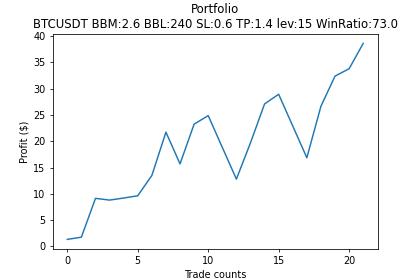 Portfolio
BTCUSDT BBM:2.6 BBL:240 SL:0.6 TP:1.4 lev:15 WinRatio:73.0
40
35
30
25
20
15
10
5
0
Profit ($)
0 5 10 15 20
Trade counts